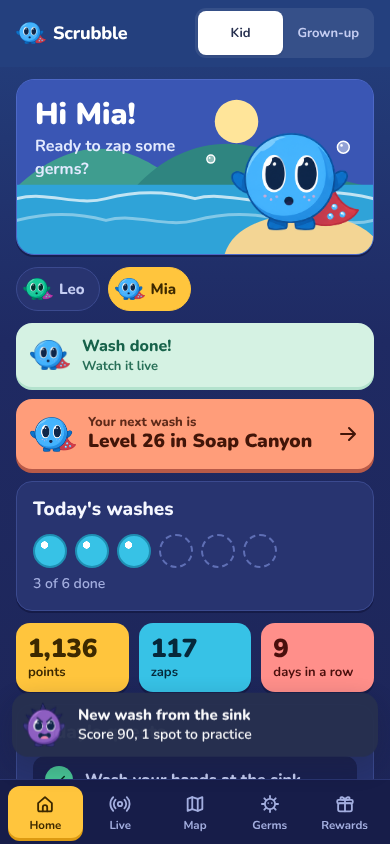 Scrubble
Kid
Grown-up
Hi Mia!
Ready to zap some
germs?
Leo
Mia
Wash done!
Watch it live
Your next wash is
Level 26 in Soap Canyon
Today's washes
3 of 6 done
1,136
points
117
zaps
9
days in a row
New wash from the sink
Score 90, 1 spot to practice
Wash your hands at the sink
Home
Live
Map
Germs
Rewards